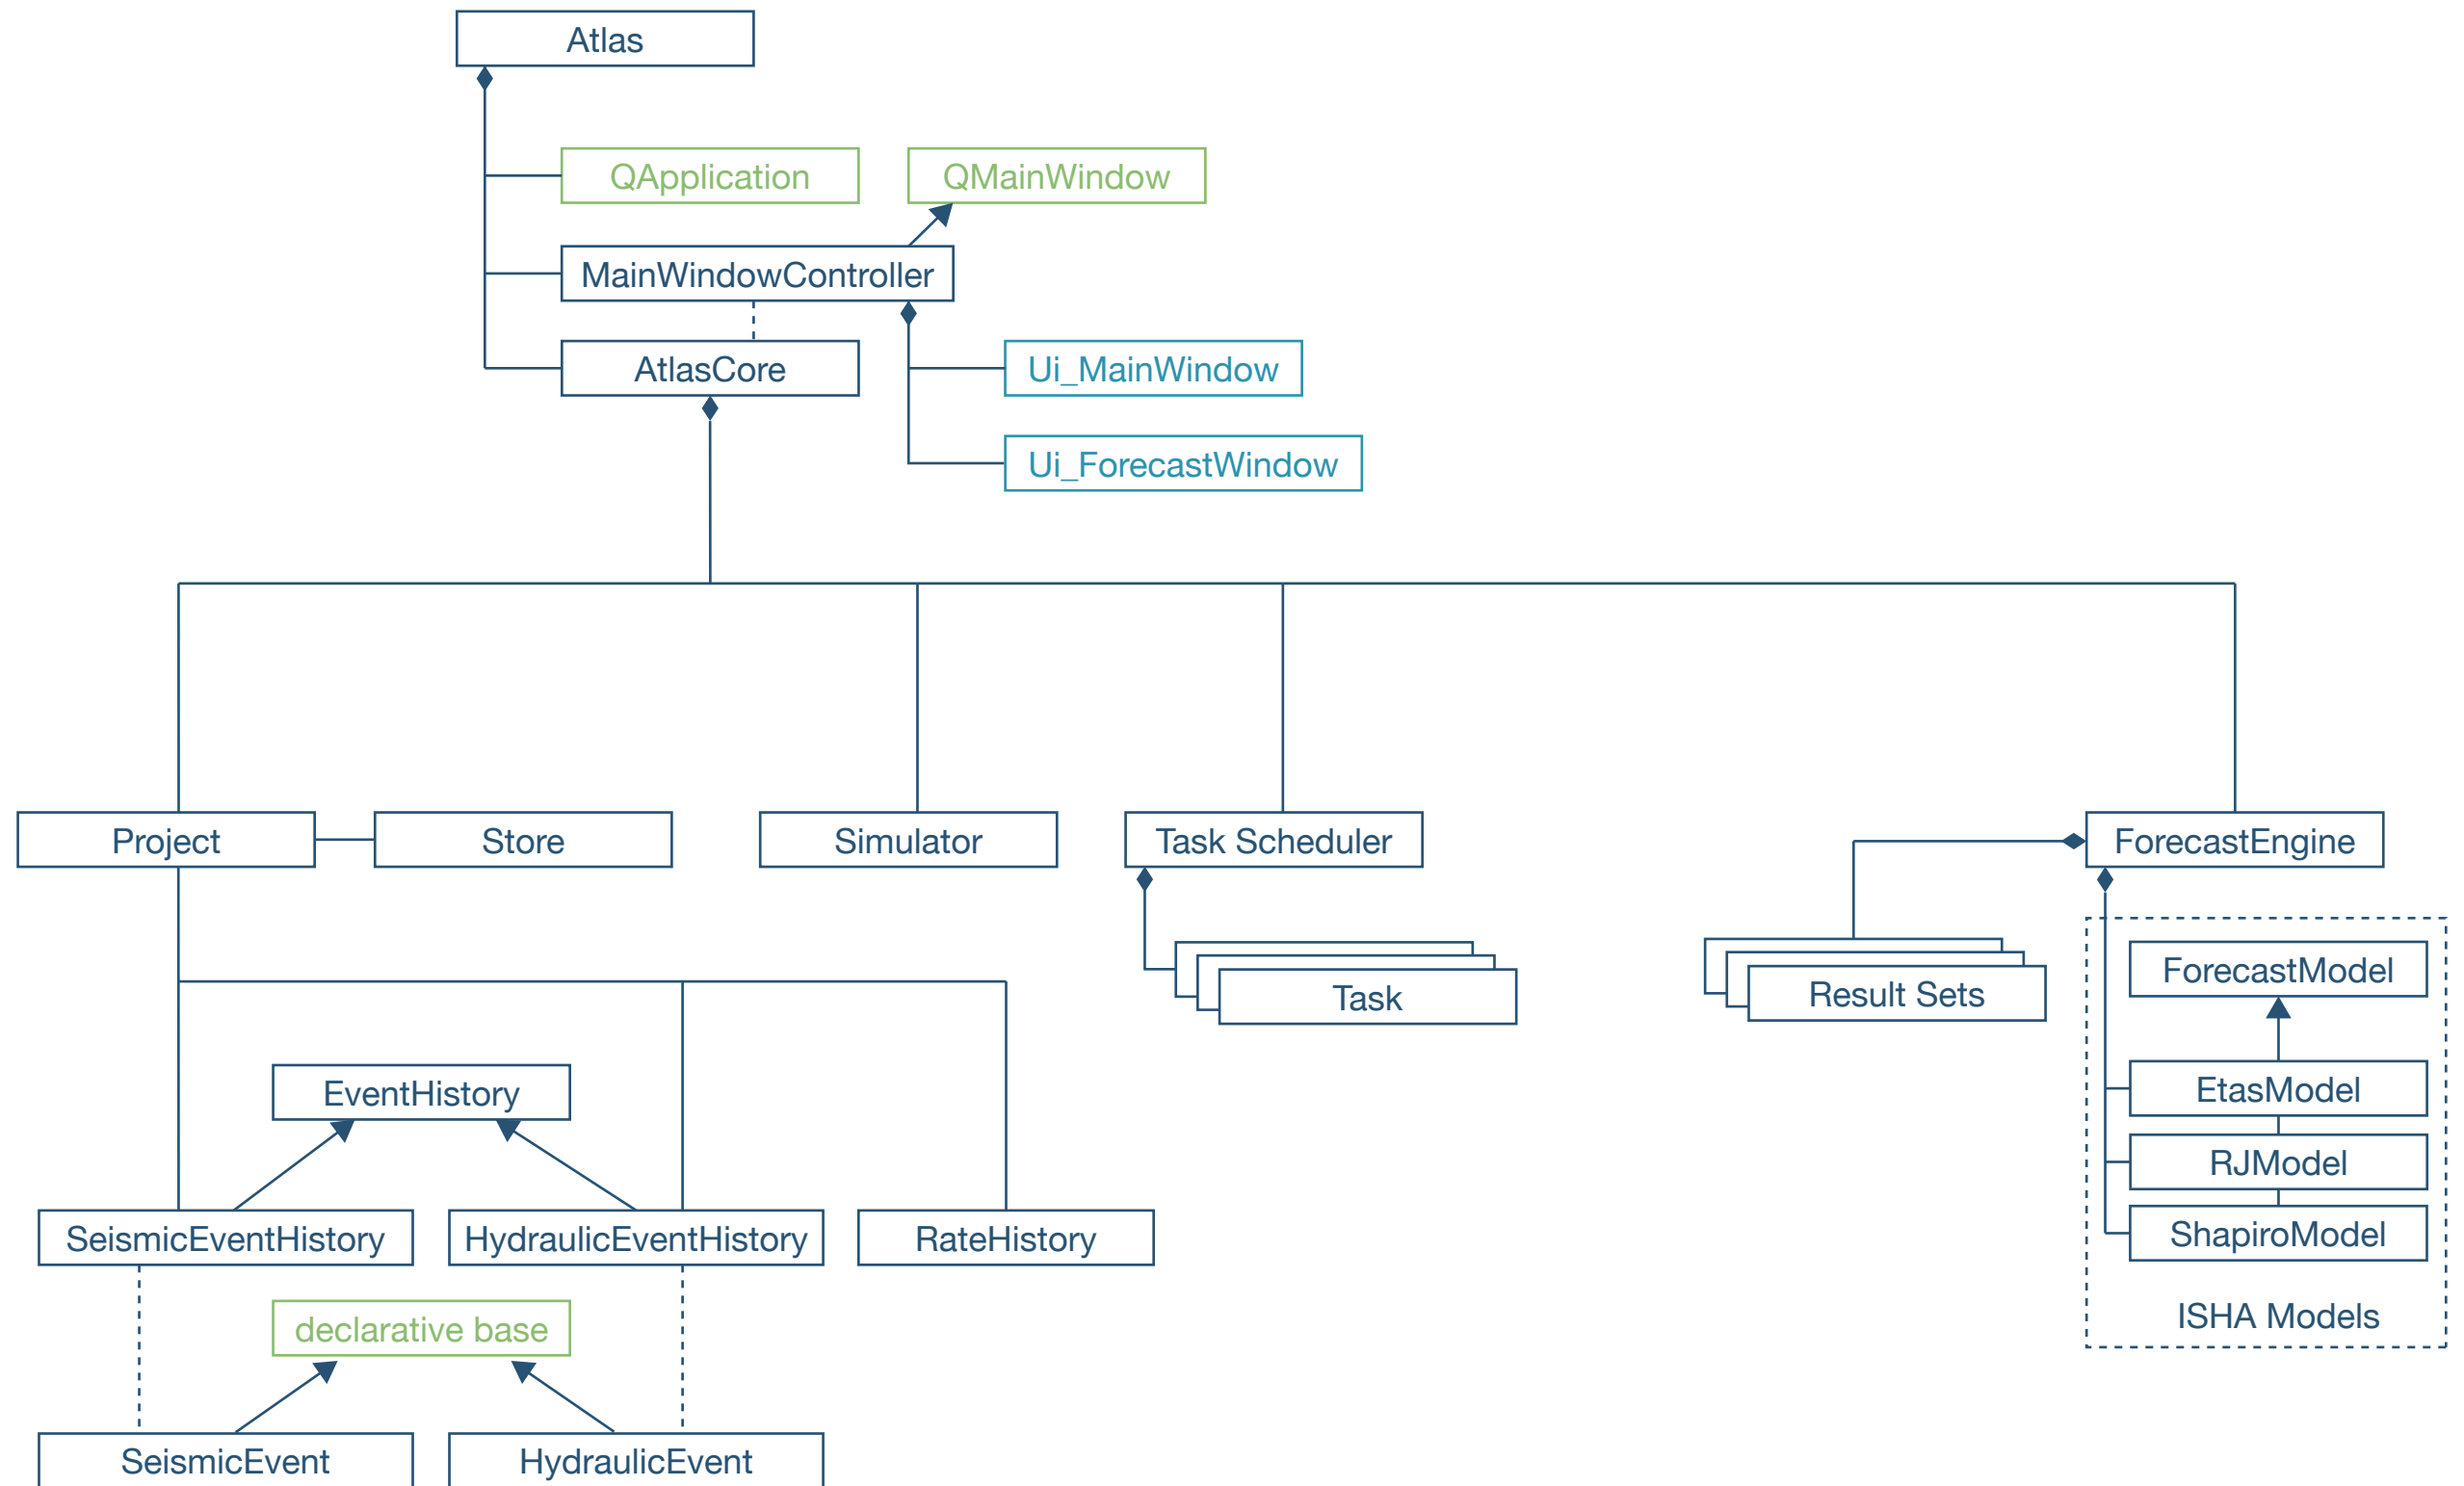 Atlas
QApplication
QMainWindow
MainWindowController
AtlasCore
Ui_MainWindow
Ui_ForecastWindow
Project
Store
Simulator
Task Scheduler
ForecastEngine
Task
Result Sets
ForecastModel
EtasModel
RJModel
ShapiroModel
ISHA Models
EventHistory
SeismicEventHistory
HydraulicEventHistory
RateHistory
declarative base
SeismicEvent
HydraulicEvent